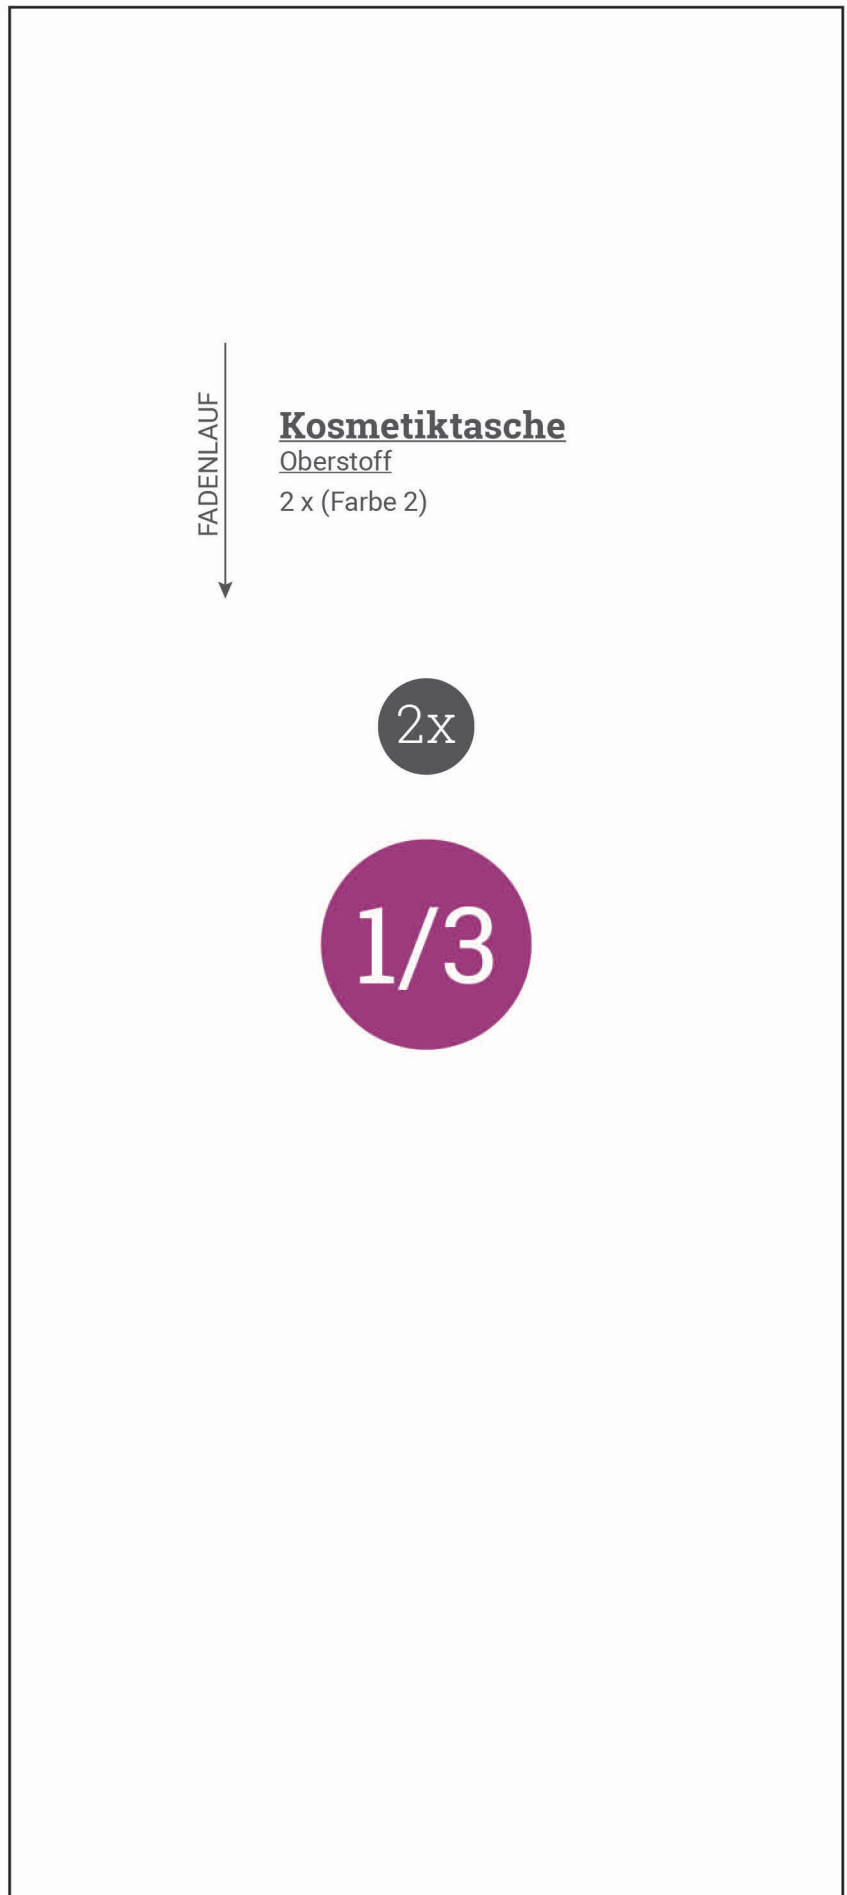 FADENLAUF
Kosmetiktasche
Oberstoff
2 x (Farbe 2)
2x
1/3